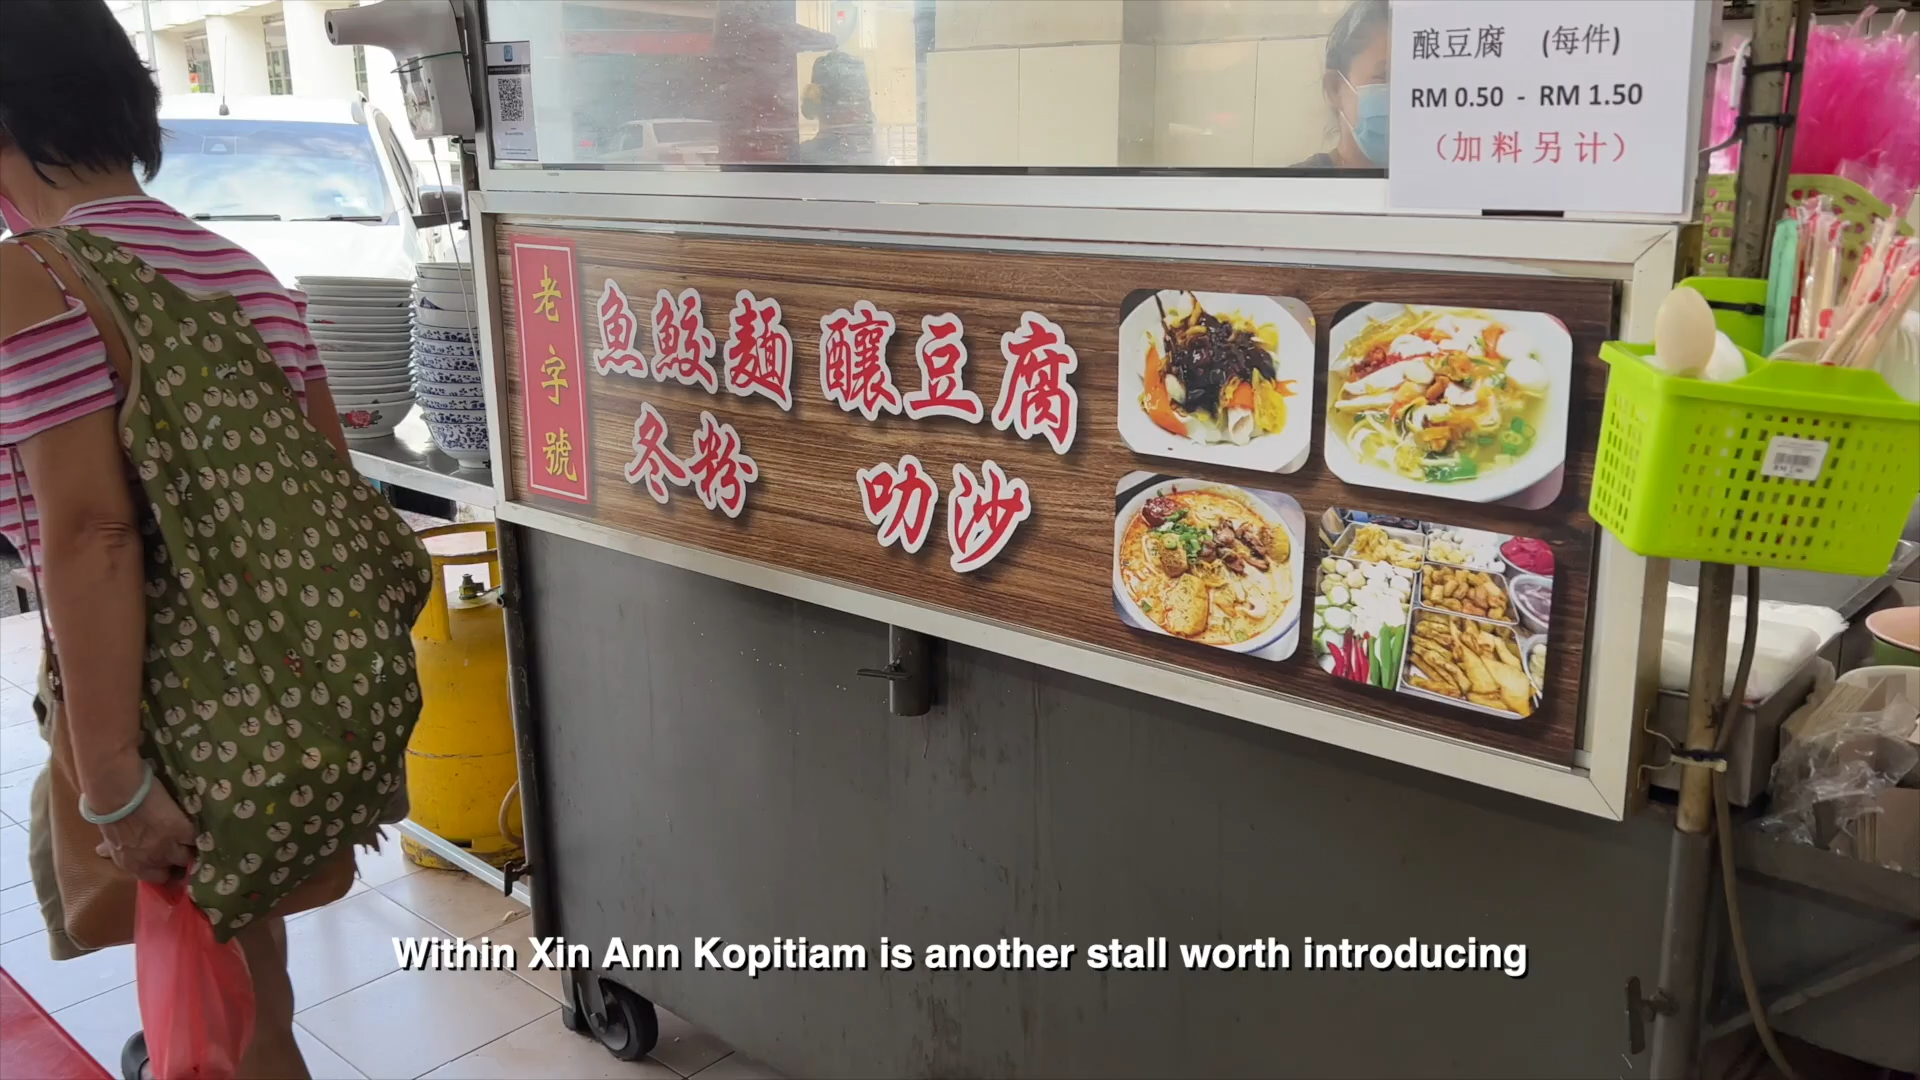 酿豆腐 (每件)
RM 0.50 - RM 1.50
(加料另计)
老字號
魚鮫麵 釀豆腐
冬粉 叻沙
Within Xin Ann Kopitiam is another stall worth introducing